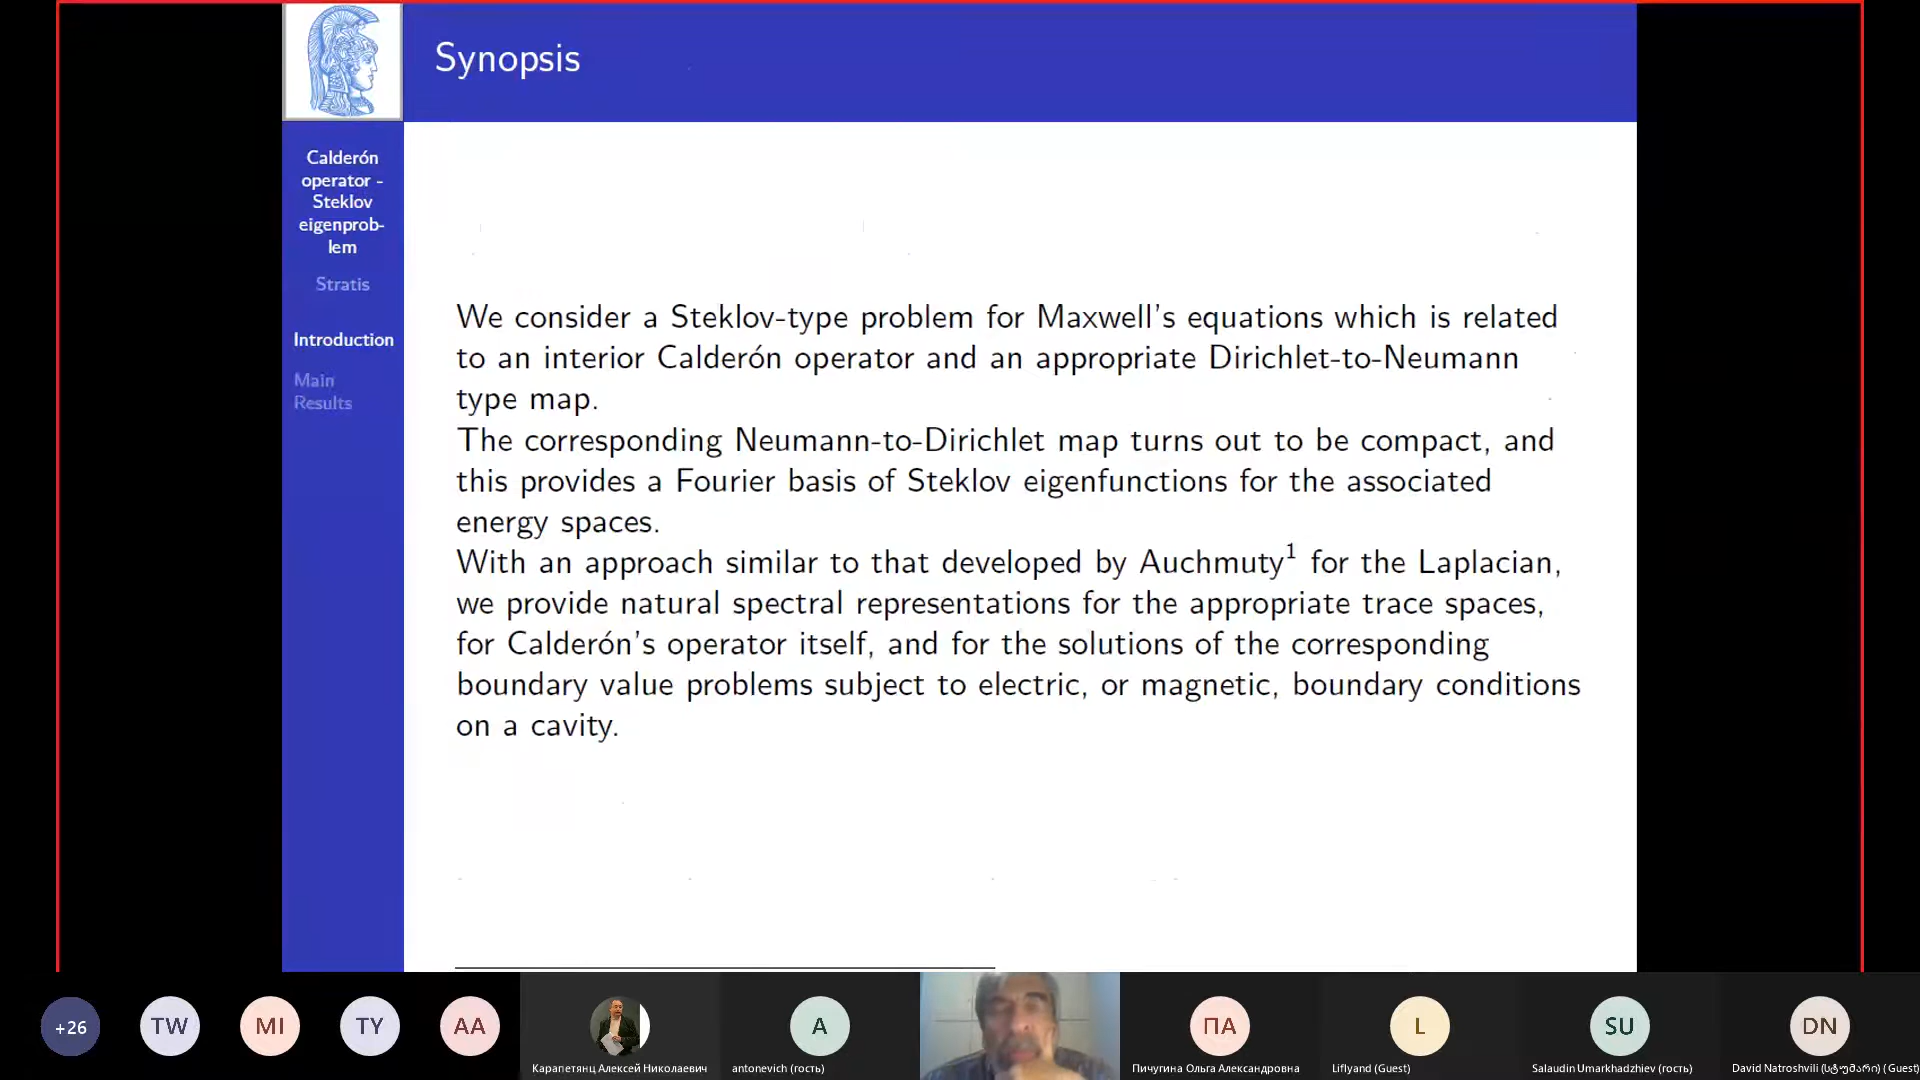 Synopsis
Calderón
operator -
Steklov
eigenprob-
lem
Stratis
Introduction
Main
Results
We consider a Steklov-type problem for Maxwell's equations which is related
to an interior Calderón operator and an appropriate Dirichlet-to-Neumann
type map.
The corresponding Neumann-to-Dirichlet map turns out to be compact, and
this provides a Fourier basis of Steklov eigenfunctions for the associated
energy spaces.
With an approach similar to that developed by Auchmuty¹ for the Laplacian,
we provide natural spectral representations for the appropriate trace spaces,
for Calderón's operator itself, and for the solutions of the corresponding
boundary value problems subject to electric, or magnetic, boundary conditions
on a cavity.
+26
TW
MI
TY
AA
Карапетянц Алексей Николаевич
A
antonevich (гость)
ПА
Пичугина Ольга Александровна
L
Liflyand (Guest)
SU
Salaudin Umarkhadzhiev (гость)
DN
David Natroshvili (სტუმარი) (Guest)